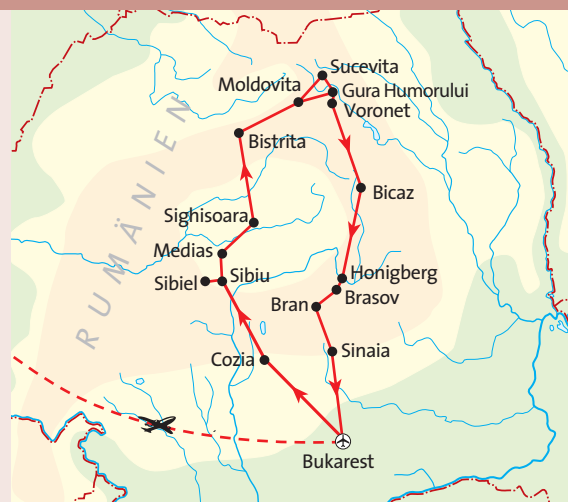 Sucevita
Moldovita
Gura Humorului
Voronet
Bistrita
Bicaz
RUMÄNIEN
Sighisoara
Medias
Sibiel
Sibiu
Honigberg
Brasov
Bran
Sinaia
Cozia
Bukarest